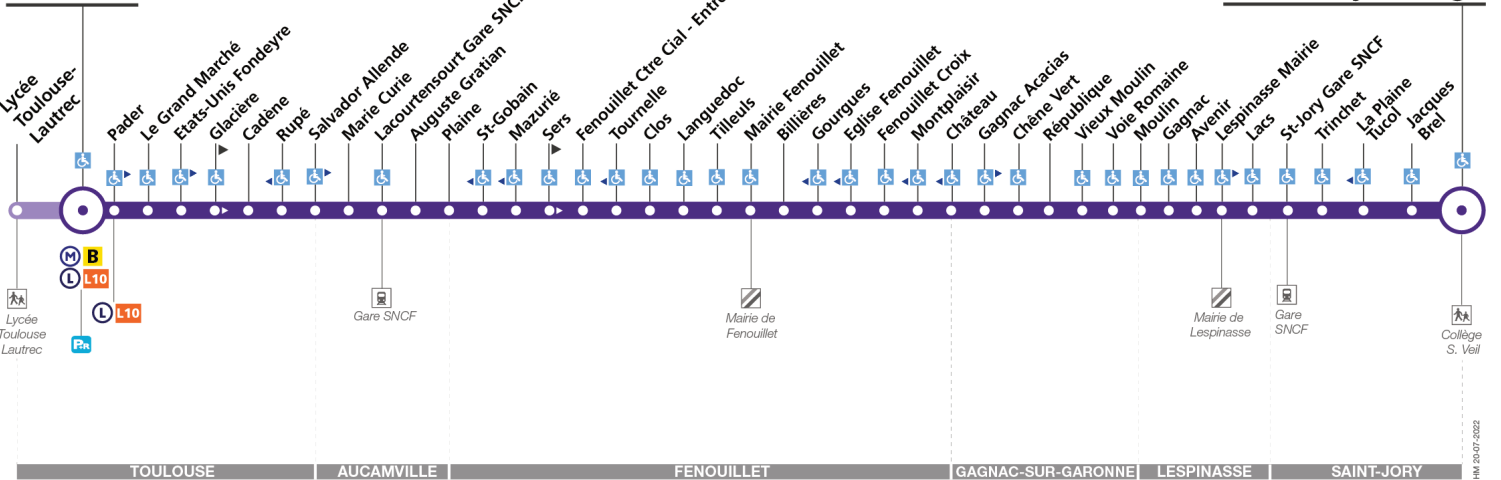 Lycée
Toulouse-
Lautrec
Pader
Le Grand Marché
Etats-Unis Fondeyre
Glacière
Cadène
Rupé
Salvador Allende
Marie Curie
Lacourtensourt Gare SNCF
Auguste Gratian
Plaine
St-Gobain
Mazurié
Sers
Fenouillet Ctre Cial -
Tournelle
Clos
Languedoc
Tilleuls
Mairie Fenouillet
Billières
Gourgues
Eglise Fenouillet
Fenouillet Croix
Montplaisir
Château
Gagnac Acacias
Chêne Vert
République
Vieux Moulin
Voie Romaine
Moulin
Gagnac
Avenir
Lespinasse Mairie
Lacs
St-Jory Gare SNCF
Trinchet
La Plaine
Tucol
Jacques
Brel
M B
L L10
L L10
P+R
Lycée
Toulouse
Lautrec
Gare SNCF
Mairie de
Fenouillet
Mairie de
Lespinasse
Gare
SNCF
Collège
S. Veil
TOULOUSE
AUCAMVILLE
FENOUILLET
GAGNAC-SUR-GARONNE
LESPINASSE
SAINT-JORY
HM 20-07-2022